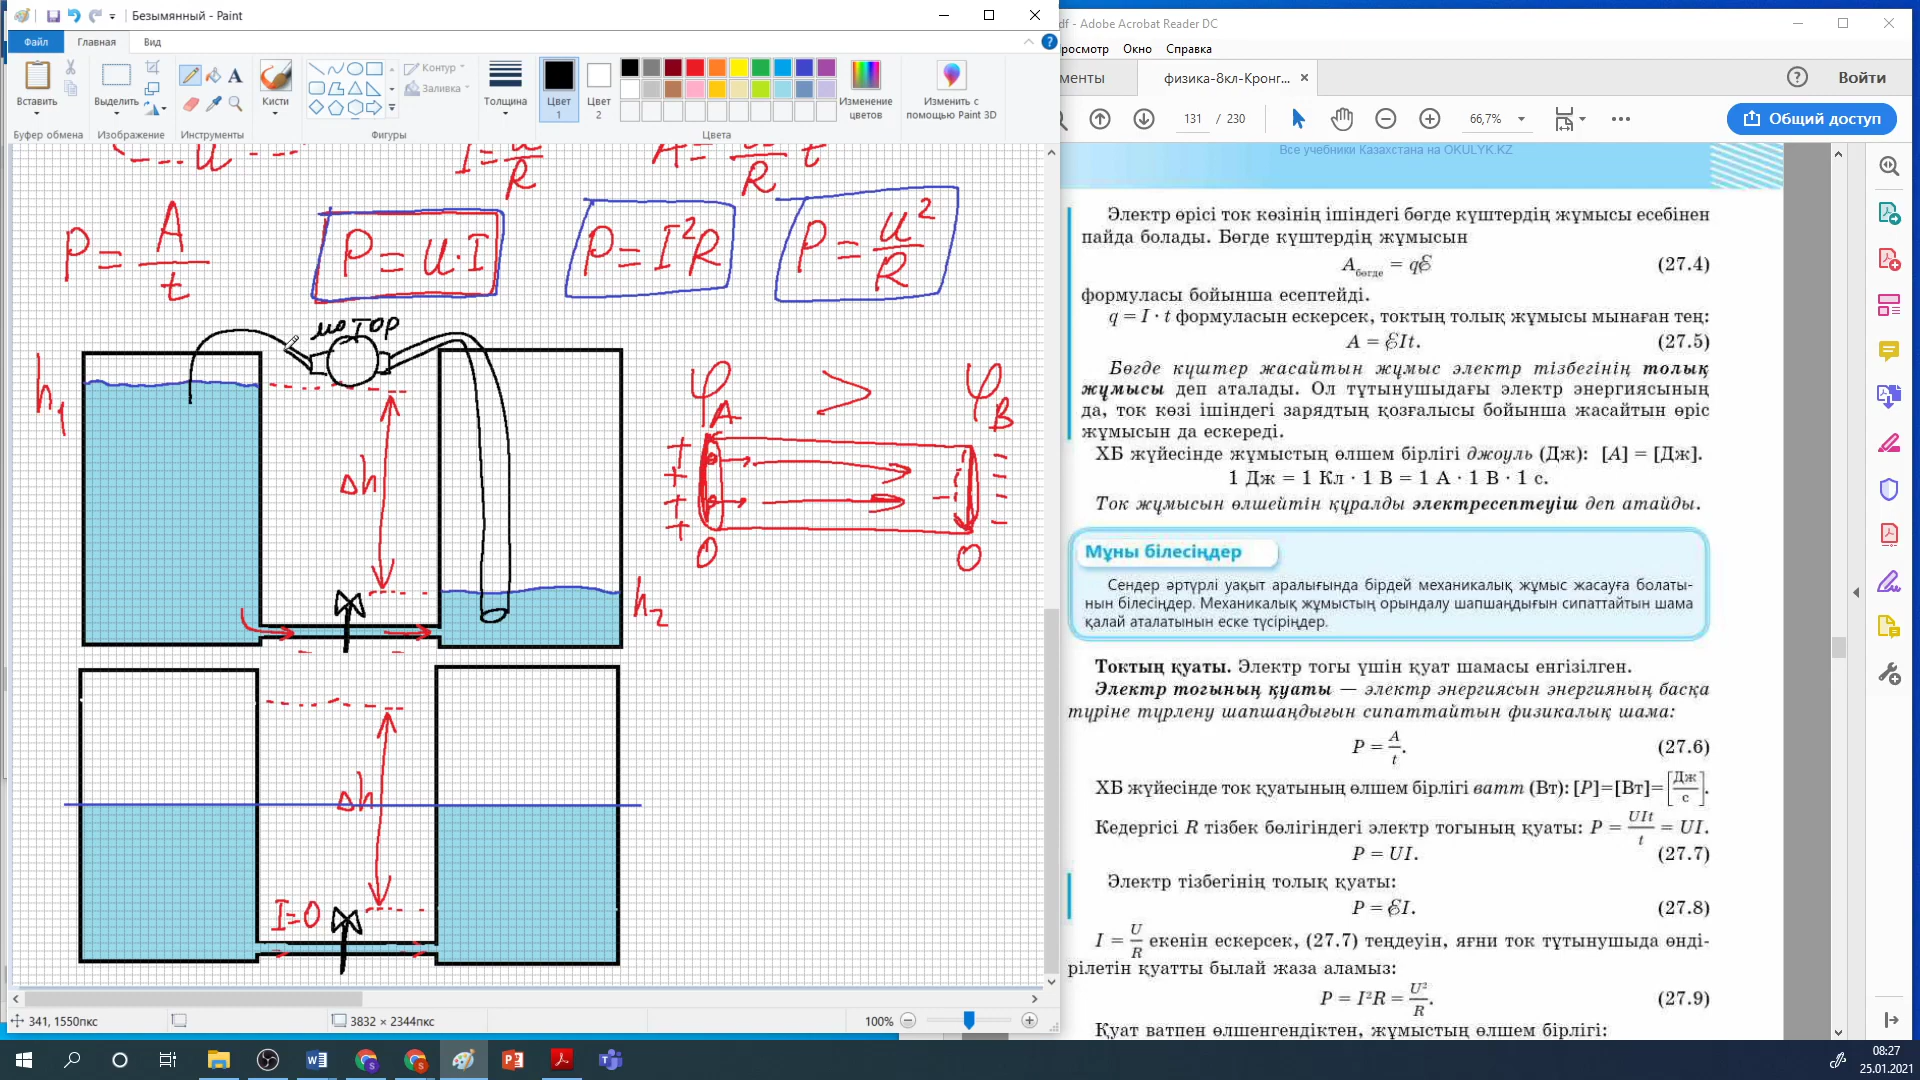 Безымянный - Paint
Файл
Главная
Вид
Вставить
Выделить
Кисти
Контур
Заливка
Толщина
Цвет 1
Цвет 2
Изменение цветов
Изменить с помощью Paint 3D
Буфер обмена
Изображение
Инструменты
Фигуры
Цвета
U
I = U/R
A = t
R
P = A/t
P = U·I
P = I²R
P = U²/R
мотор
h₁
Δh
h₂
φA > φB
+
+
+
+
0
0
Δh
I=0
341, 1550пкс
3832 × 2344пкс
100%
df - Adobe Acrobat Reader DC
росмотр
Окно
Справка
менты
физика-8кл-Кронг...
Войти
131 / 230
66,7%
Общий доступ
Все учебники Казахстана на OKULYK.KZ
Электр өрісі ток көзінің ішіндегі бөгде күштердің жұмысы есебінен
пайда болады. Бөгде күштердің жұмысын
Aбөгде = qℰ (27.4)
формуласы бойынша есептейді.
q = I · t формуласын ескерсек, токтың толық жұмысы мынаған тең:
A = ℰIt. (27.5)
Бөгде күштер жасайтын жұмыс электр тізбегінің толық
жұмысы деп аталады. Ол тұтынушыдағы электр энергиясының
да, ток көзі ішіндегі зарядтың қозғалысы бойынша жасайтын өріс
жұмысын да ескереді.
ХБ жүйесінде жұмыстың өлшем бірлігі джоуль (Дж): [A] = [Дж].
1 Дж = 1 Кл · 1 В = 1 А · 1 В · 1 с.
Ток жұмысын өлшейтін құралды электресептеуіш деп атайды.
Мұны білесіңдер
Сендер әртүрлі уақыт аралығында бірдей механикалық жұмыс жасауға болаты-
нын білесіңдер. Механикалық жұмыстың орындалу шапшаңдығын сипаттайтын шама
қалай аталатынын еске түсіріңдер.
Токтың қуаты. Электр тогы үшін қуат шамасы енгізілген.
Электр тогының қуаты — электр энергиясын энергияның басқа
түріне түрлену шапшаңдығын сипаттайтын физикалық шама:
P = A/t. (27.6)
ХБ жүйесінде ток қуатының өлшем бірлігі ватт (Вт): [P]=[Вт]=[Дж/с].
Кедергісі R тізбек бөлігіндегі электр тогының қуаты: P = UIt/t = UI.
P = UI. (27.7)
Электр тізбегінің толық қуаты:
P = ℰI. (27.8)
I = U/R екенін ескерсек, (27.7) теңдеуін, яғни ток тұтынушыда өнді-
рілетін қуатты былай жаза аламыз:
P = I²R = U²/R. (27.9)
Қуат ватпен өлшенгендіктен, жұмыстың өлшем бірлігі:
08:27
25.01.2021